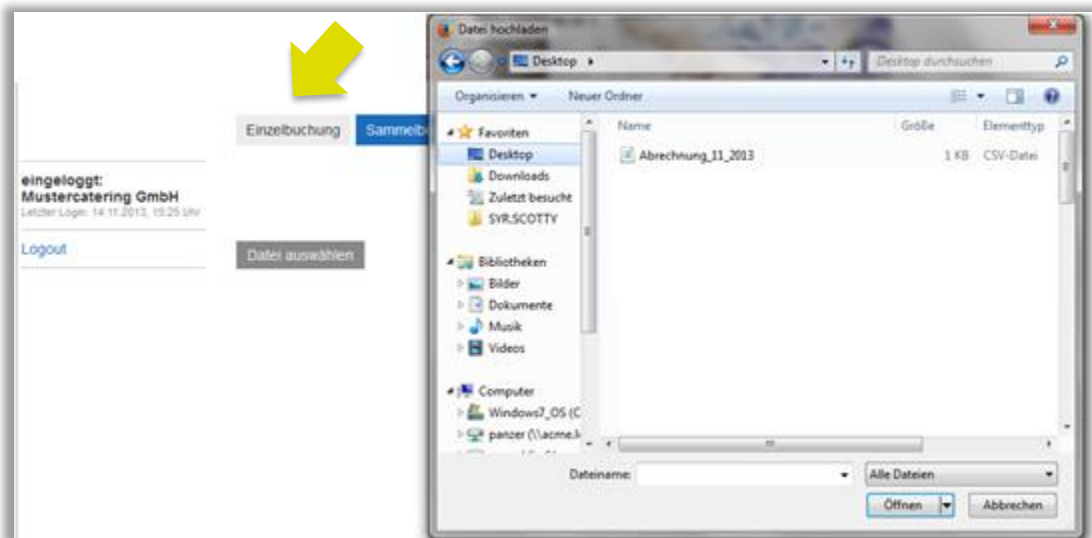 Datei hochladen
Desktop
Desktop durchsuchen
Organisieren
Neuer Ordner
Einzelbuchung
eingeloggt:
Mustercatering GmbH
Letzter Login: 14.11.2013, 15:25 Uhr
Logout
Datei auswählen
Favoriten
Desktop
Downloads
Zuletzt besucht
SYR.SCOTTY
Bibliotheken
Bilder
Dokumente
Musik
Videos
Computer
Windows7_OS (C
panzer (\\acme.l
Name Größe Elementtyp
Abrechnung_11_2013 1 KB CSV-Datei
Dateiname:
Alle Dateien
Öffnen
Abbrechen